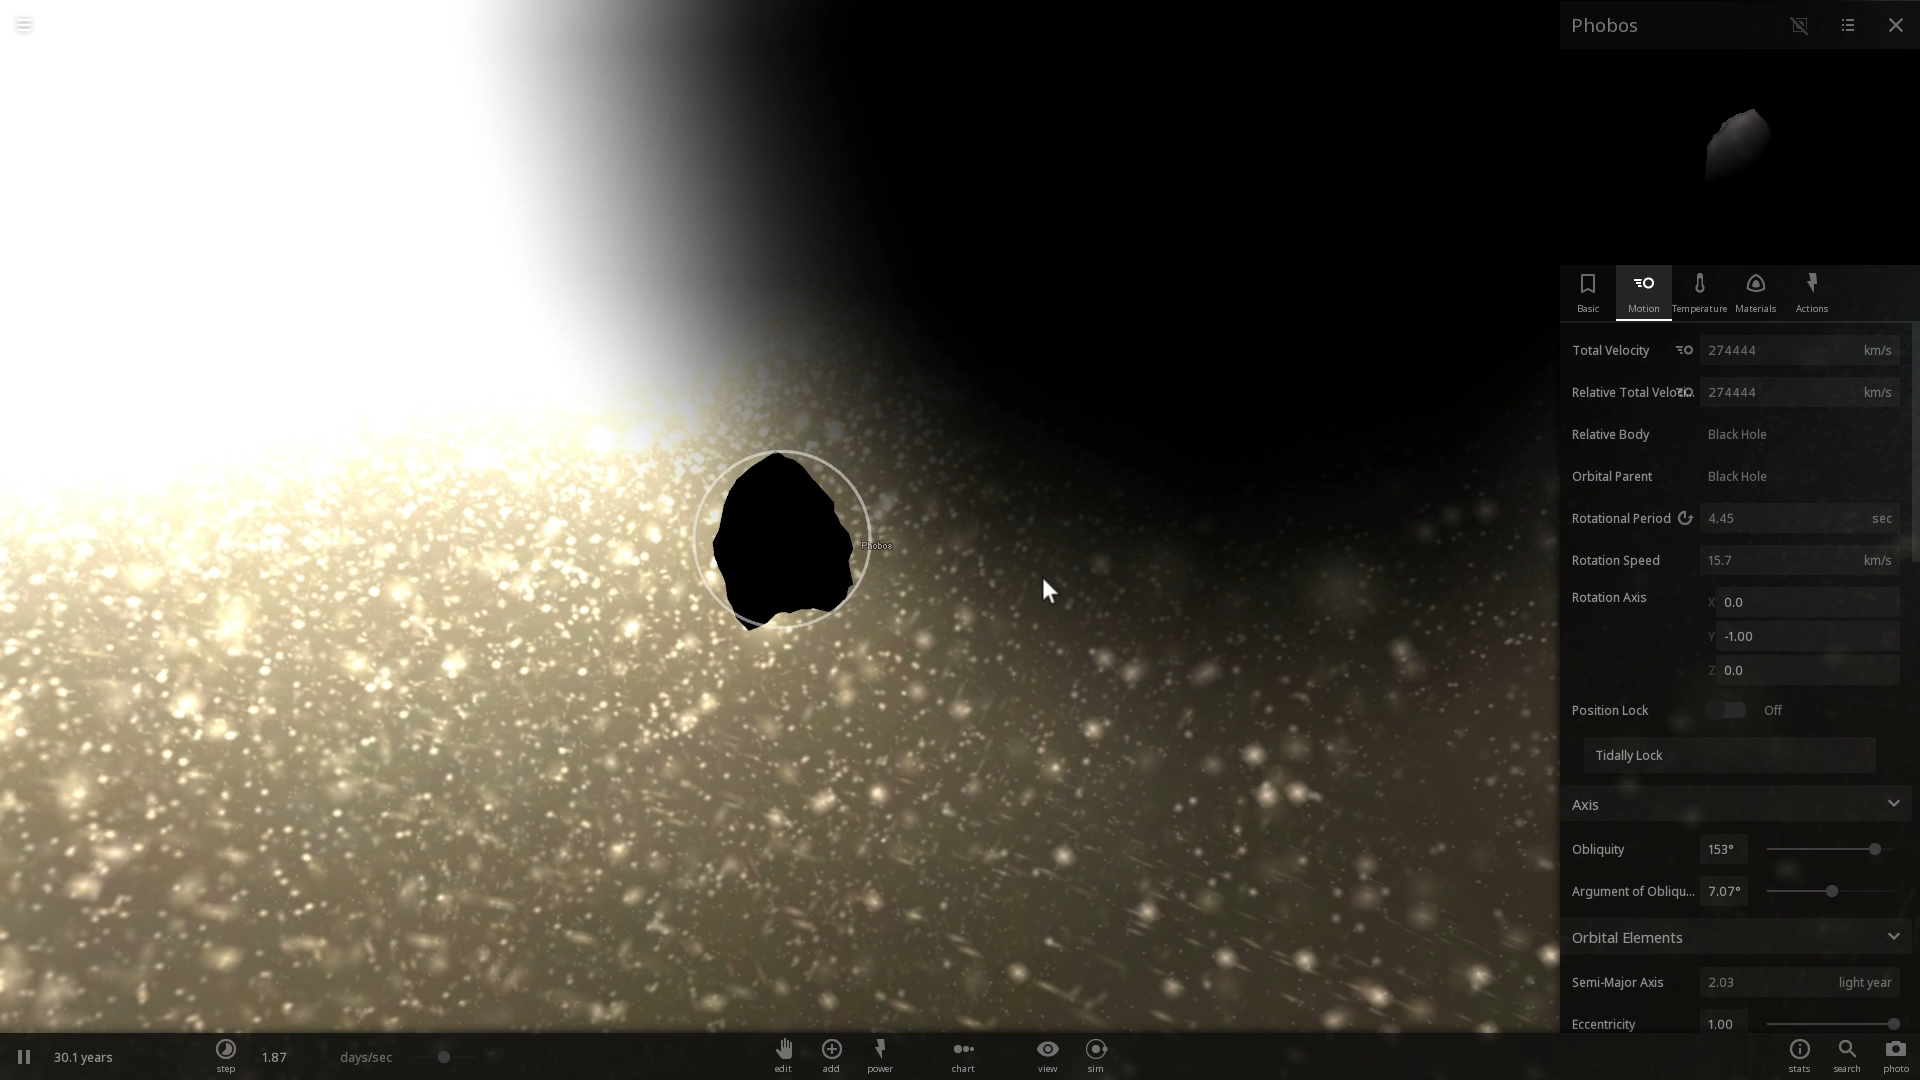 Phobos
Basic
Motion
Temperature
Materials
Actions
Total Velocity 274444 km/s
Relative Total Veloci... 274444 km/s
Relative Body Black Hole
Orbital Parent Black Hole
Rotational Period 4.45 sec
Rotation Speed 15.7 km/s
Rotation Axis X 0.0
Y -1.00
Z 0.0
Position Lock Off
Tidally Lock
Axis
Obliquity 153°
Argument of Obliqu... 7.07°
Orbital Elements
Semi-Major Axis 2.03 light year
Eccentricity 1.00
Phobos
30.1 years
step
1.87 days/sec
edit
add
power
chart
view
sim
stats
search
photo